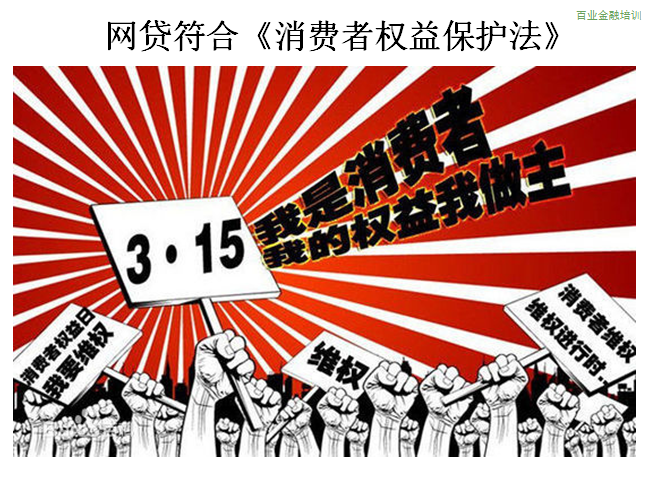 百业金融培训
网贷符合《消费者权益保护法》
我是消费者
我的权益我做主
3·15
消费者权益日
我要维权
维权
消费者维权
维权进行时.